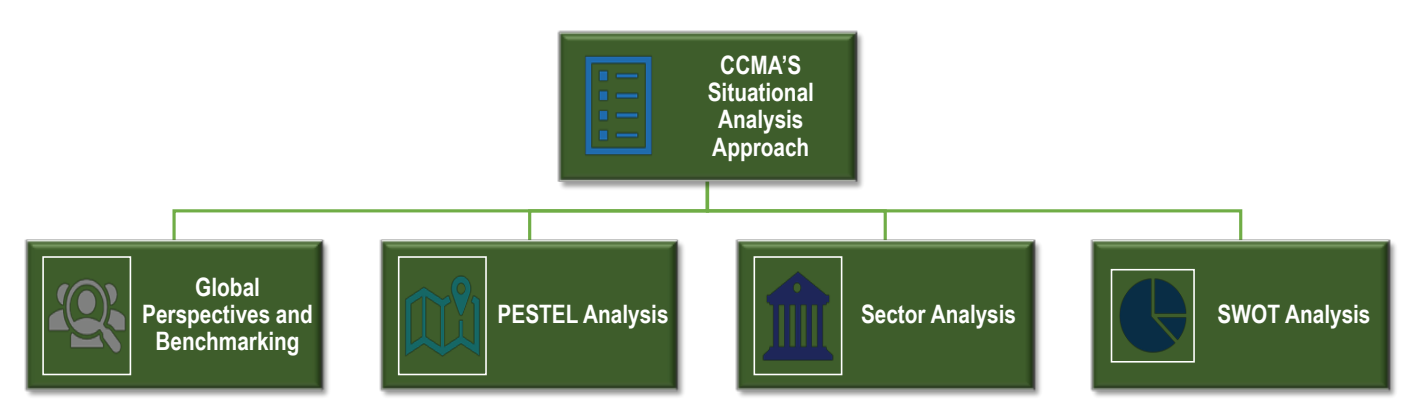 CCMA'S
Situational
Analysis
Approach
Global
Perspectives and
Benchmarking
PESTEL Analysis
Sector Analysis
SWOT Analysis